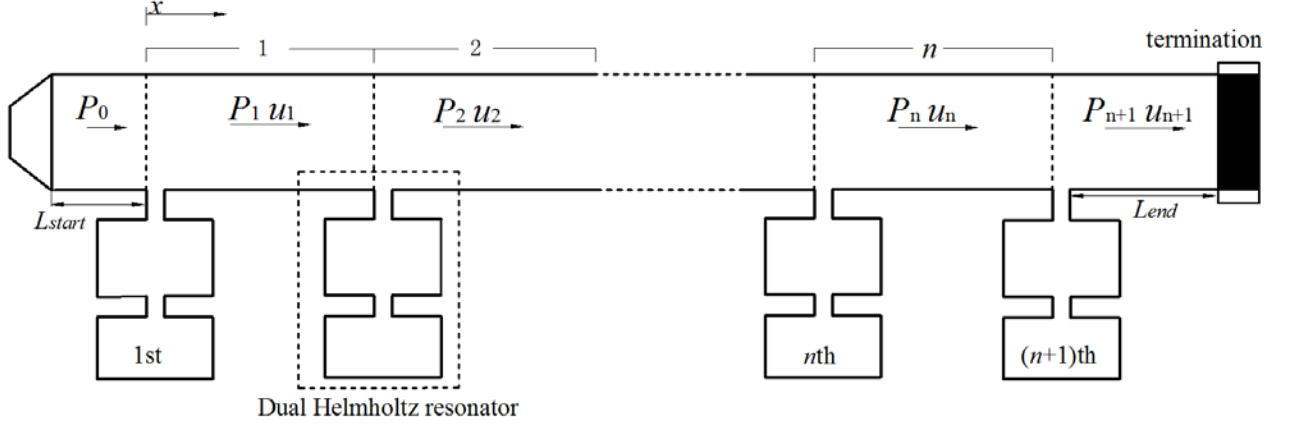 x
termination
1 2 n
P0 P1 u1 P2 u2 Pn un Pn+1 un+1
Lstart Lend
1st nth (n+1)th
Dual Helmholtz resonator